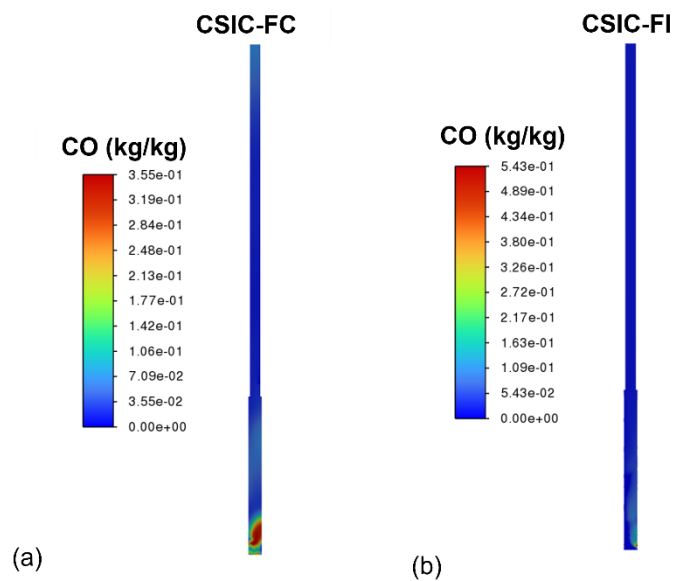 CSIC-FC
CO (kg/kg)
3.55e-01
3.19e-01
2.84e-01
2.48e-01
2.13e-01
1.77e-01
1.42e-01
1.06e-01
7.09e-02
3.55e-02
0.00e+00
(a)
CSIC-FI
CO (kg/kg)
5.43e-01
4.89e-01
4.34e-01
3.80e-01
3.26e-01
2.72e-01
2.17e-01
1.63e-01
1.09e-01
5.43e-02
0.00e+00
(b)